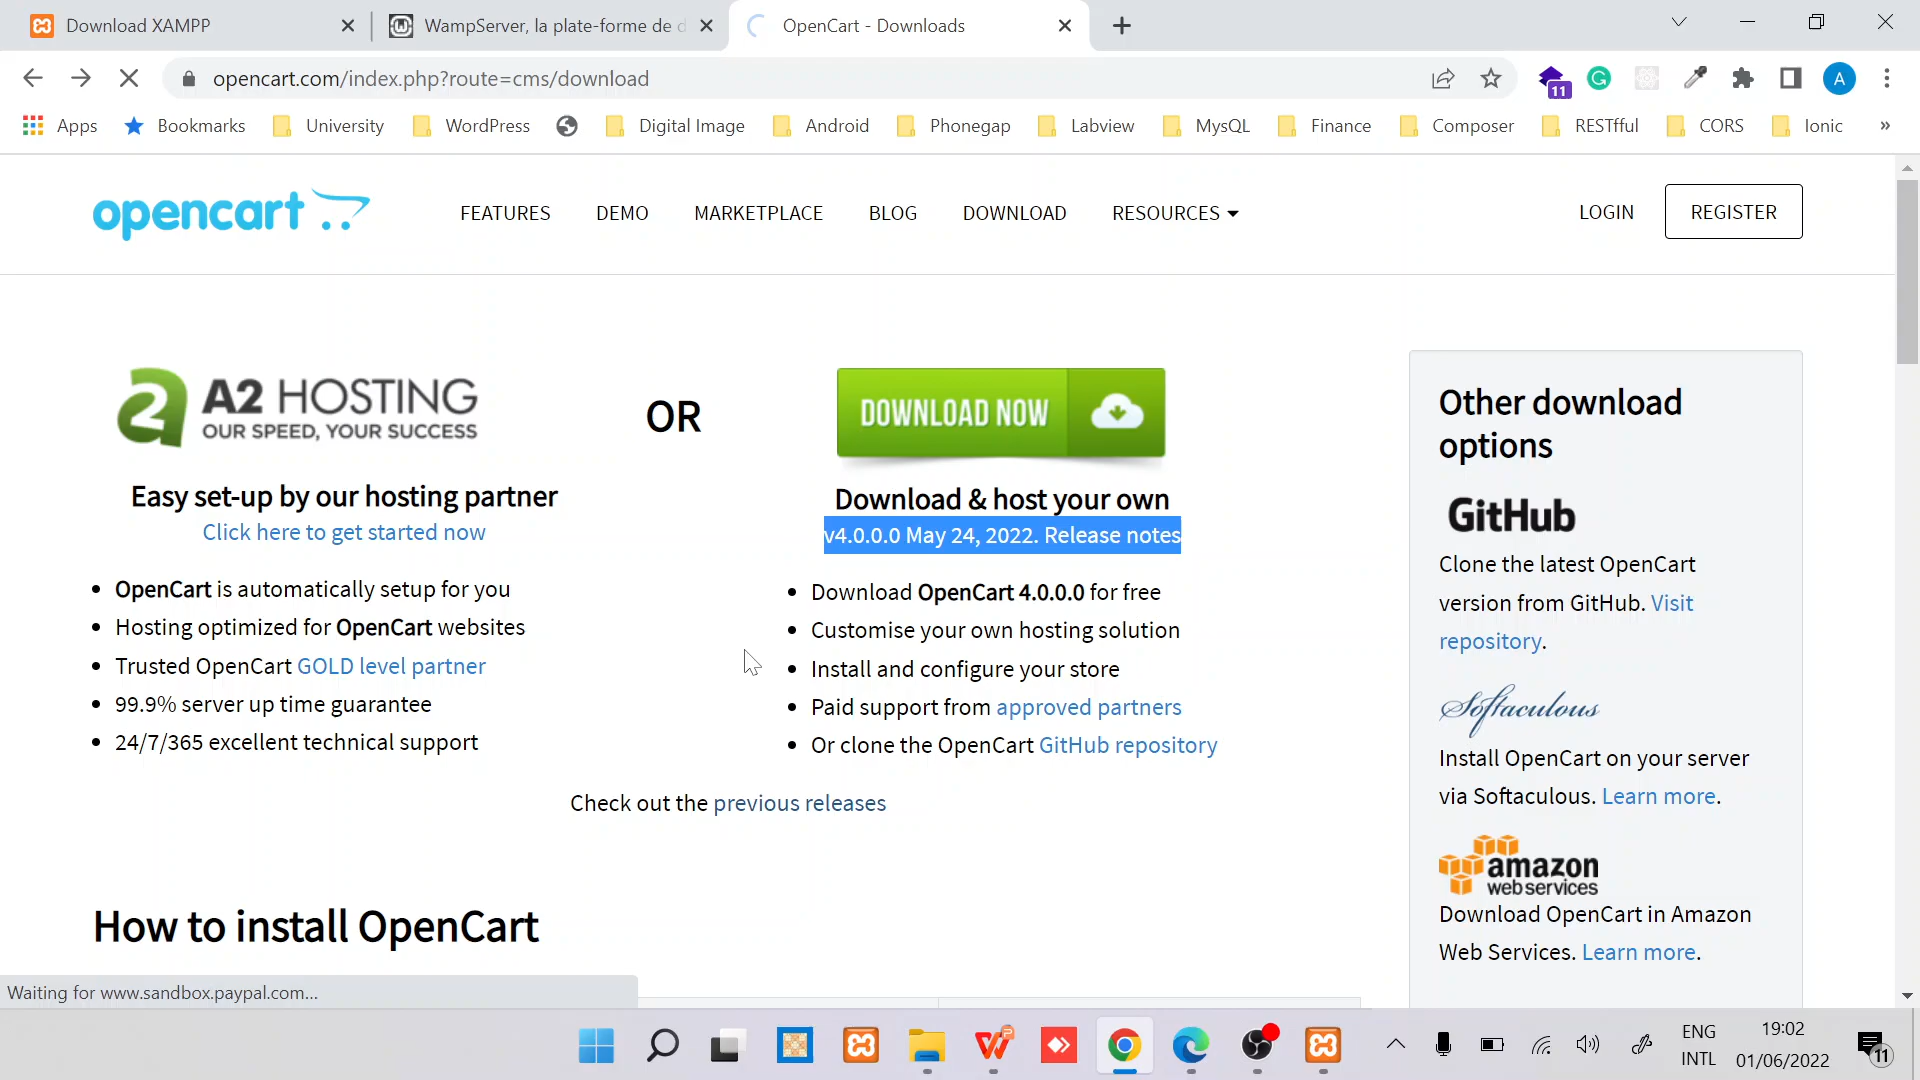 Download XAMPP
WampServer, la plate-forme de d
OpenCart - Downloads
opencart.com/index.php?route=cms/download
11
A
Apps
Bookmarks
University
WordPress
Digital Image
Android
Phonegap
Labview
MysQL
Finance
Composer
RESTfful
CORS
Ionic
»
opencart
FEATURES
DEMO
MARKETPLACE
BLOG
DOWNLOAD
RESOURCES
LOGIN
REGISTER
A2 HOSTING
OUR SPEED, YOUR SUCCESS
Easy set-up by our hosting partner
Click here to get started now
• OpenCart is automatically setup for you
• Hosting optimized for OpenCart websites
• Trusted OpenCart GOLD level partner
• 99.9% server up time guarantee
• 24/7/365 excellent technical support
OR
DOWNLOAD NOW
Download & host your own
v4.0.0.0 May 24, 2022. Release notes
• Download OpenCart 4.0.0.0 for free
• Customise your own hosting solution
• Install and configure your store
• Paid support from approved partners
• Or clone the OpenCart GitHub repository
Check out the previous releases
How to install OpenCart
Other download
options
GitHub
Clone the latest OpenCart
version from GitHub. Visit
repository.
Softaculous
Install OpenCart on your server
via Softaculous. Learn more.
amazon
web services
Download OpenCart in Amazon
Web Services. Learn more.
Waiting for www.sandbox.paypal.com...
ENG
INTL
19:02
01/06/2022
11